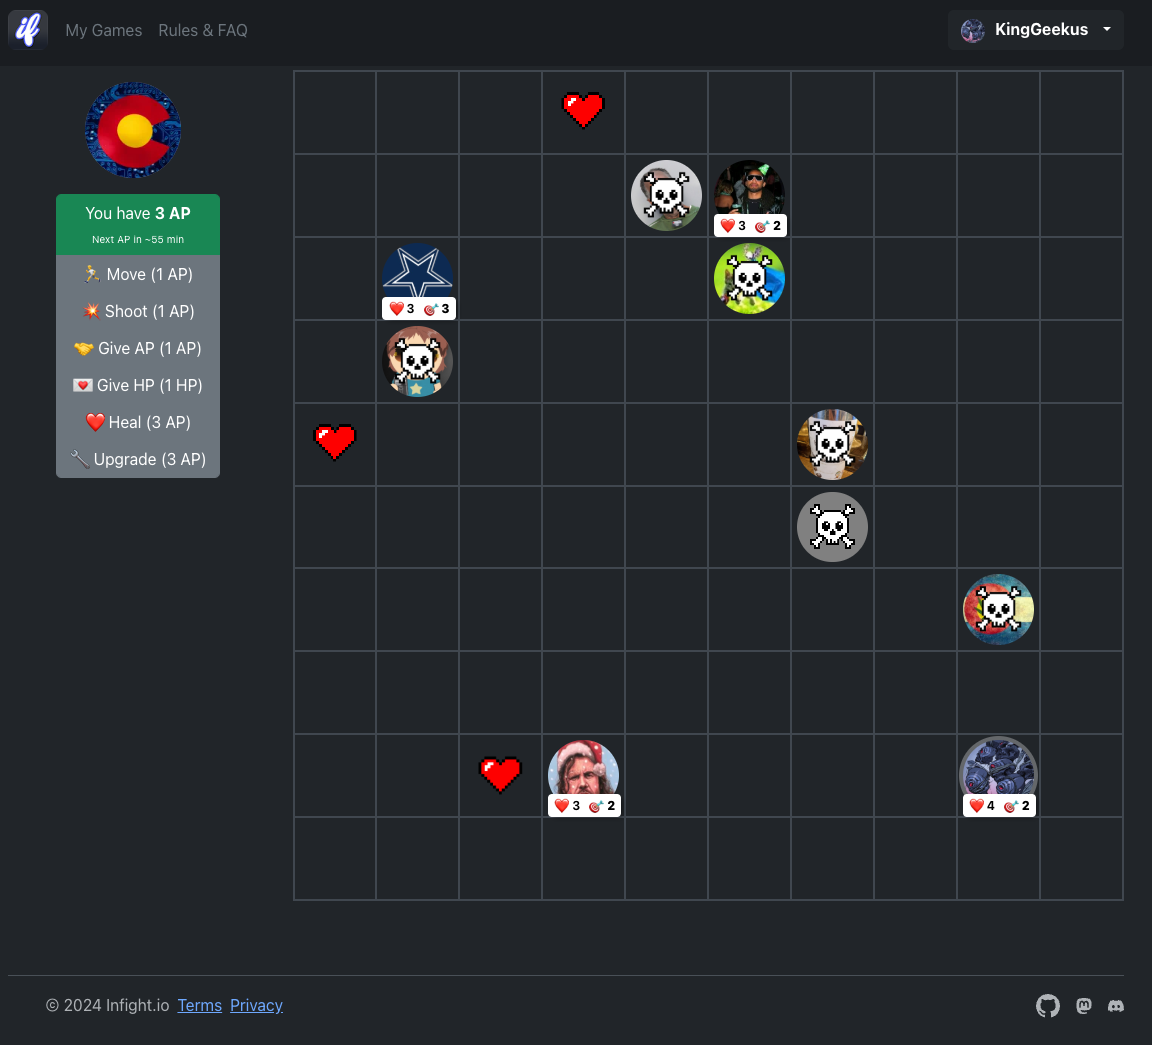 if My Games Rules & FAQ KingGeekus
You have 3 AP
Next AP in ~55 min
Move (1 AP)
Shoot (1 AP)
Give AP (1 AP)
Give HP (1 HP)
Heal (3 AP)
Upgrade (3 AP)
3 2
3 3
3 2
4 2
© 2024 Infight.io Terms Privacy